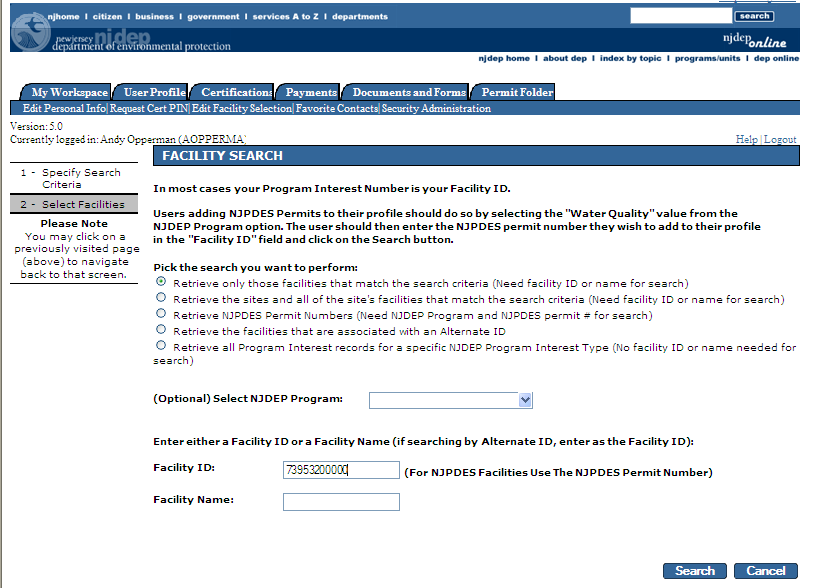 njhome I citizen I business I government I services A to Z I departments
search
newjersey njdep
department of environmental protection
njdep online
njdep home I about dep I index by topic I programs/units I dep online
My Workspace User Profile Certifications Payments Documents and Forms Permit Folder
Edit Personal Info| Request Cert PIN| Edit Facility Selection| Favorite Contacts| Security Administration
Version: 5.0
Currently logged in: Andy Opperman (AOPPERMA)
Help | Logout
1 - Specify Search
Criteria
2 - Select Facilities
Please Note
You may click on a
previously visited page
(above) to navigate
back to that screen.
FACILITY SEARCH
In most cases your Program Interest Number is your Facility ID.
Users adding NJPDES Permits to their profile should do so by selecting the "Water Quality" value from the
NJDEP Program option. The user should then enter the NJPDES permit number they wish to add to their profile
in the "Facility ID" field and click on the Search button.
Pick the search you want to perform:
Retrieve only those facilities that match the search criteria (Need facility ID or name for search)
Retrieve the sites and all of the site's facilities that match the search criteria (Need facility ID or name for search)
Retrieve NJPDES Permit Numbers (Need NJDEP Program and NJPDES permit # for search)
Retrieve the facilities that are associated with an Alternate ID
Retrieve all Program Interest records for a specific NJDEP Program Interest Type (No facility ID or name needed for
search)
(Optional) Select NJDEP Program:
Enter either a Facility ID or a Facility Name (if searching by Alternate ID, enter as the Facility ID):
Facility ID: 73953200000 (For NJPDES Facilities Use The NJPDES Permit Number)
Facility Name:
Search Cancel